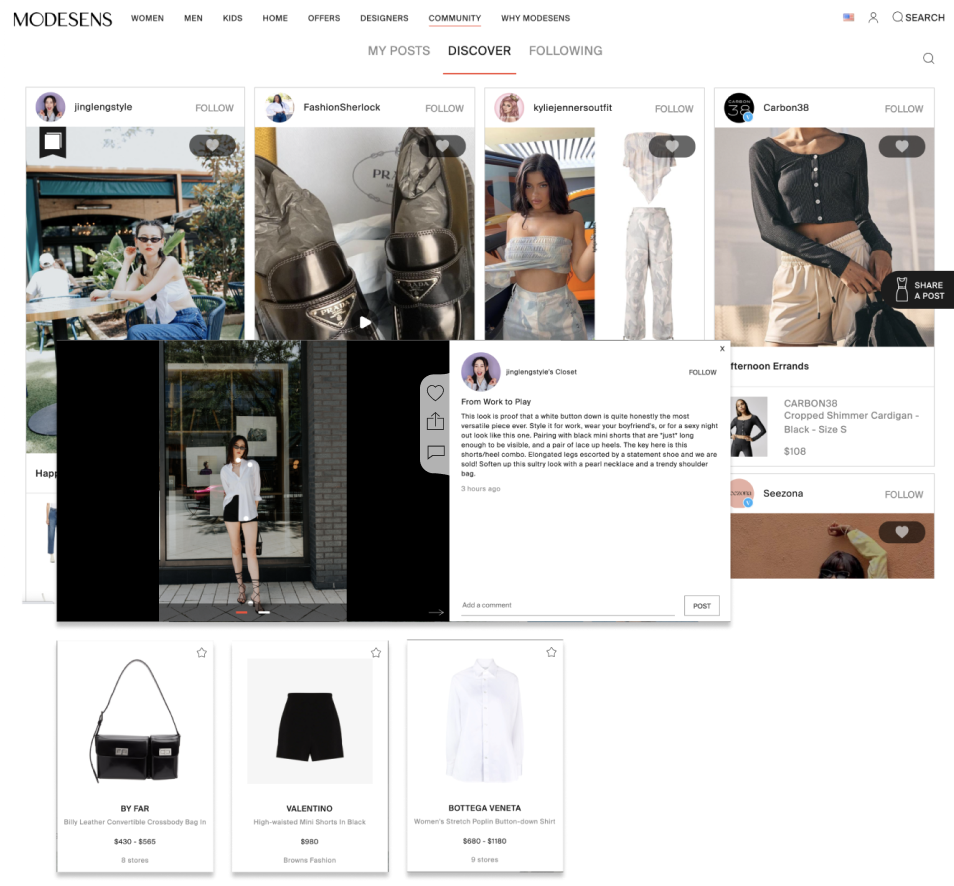 MODESENS
WOMEN MEN KIDS HOME OFFERS DESIGNERS COMMUNITY WHY MODESENS
SEARCH
MY POSTS DISCOVER FOLLOWING
jinglengstyle FOLLOW
FashionSherlock FOLLOW
kyliejennersoutfit FOLLOW
CARBON
38
Carbon38 FOLLOW
PRADA
PRADA
SHARE
A POST
fternoon Errands
CARBON38
Cropped Shimmer Cardigan -
Black - Size S
$108
Happ
Seezona FOLLOW
X
jinglengstyle's Closet FOLLOW
From Work to Play
This look is proof that a white button down is quite honestly the most
versatile piece ever. Style it for work, wear your boyfriend's, or for a sexy night
out look like this one. Pairing with black mini shorts that are "just" long
enough to be visible, and a pair of lace up heels. The key here is this
shorts/heel combo. Elongated legs escorted by a statement shoe and we are
sold! Soften up this sultry look with a pearl necklace and a trendy shoulder
bag.
3 hours ago
Add a comment POST
BY FAR
Billy Leather Convertible Crossbody Bag In
$430 - $565
8 stores
VALENTINO
High-waisted Mini Shorts In Black
$980
Browns Fashion
BOTTEGA VENETA
Women's Stretch Poplin Button-down Shirt
$680 - $1180
9 stores